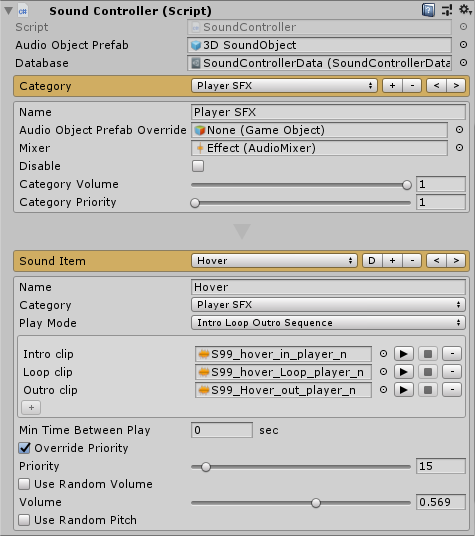 Sound Controller (Script)
Script SoundController
Audio Object Prefab 3D SoundObject
Database SoundControllerData (SoundControllerData
Category Player SFX + - < >
Name Player SFX
Audio Object Prefab Override None (Game Object)
Mixer Effect (AudioMixer)
Disable
Category Volume 1
Category Priority 1
Sound Item Hover D + - < >
Name Hover
Category Player SFX
Play Mode Intro Loop Outro Sequence
Intro clip S99_hover_in_player_n -
Loop clip S99_hover_Loop_player_n -
Outro clip S99_Hover_out_player_n -
+
Min Time Between Play 0 sec
Override Priority
Priority 15
Use Random Volume
Volume 0.569
Use Random Pitch